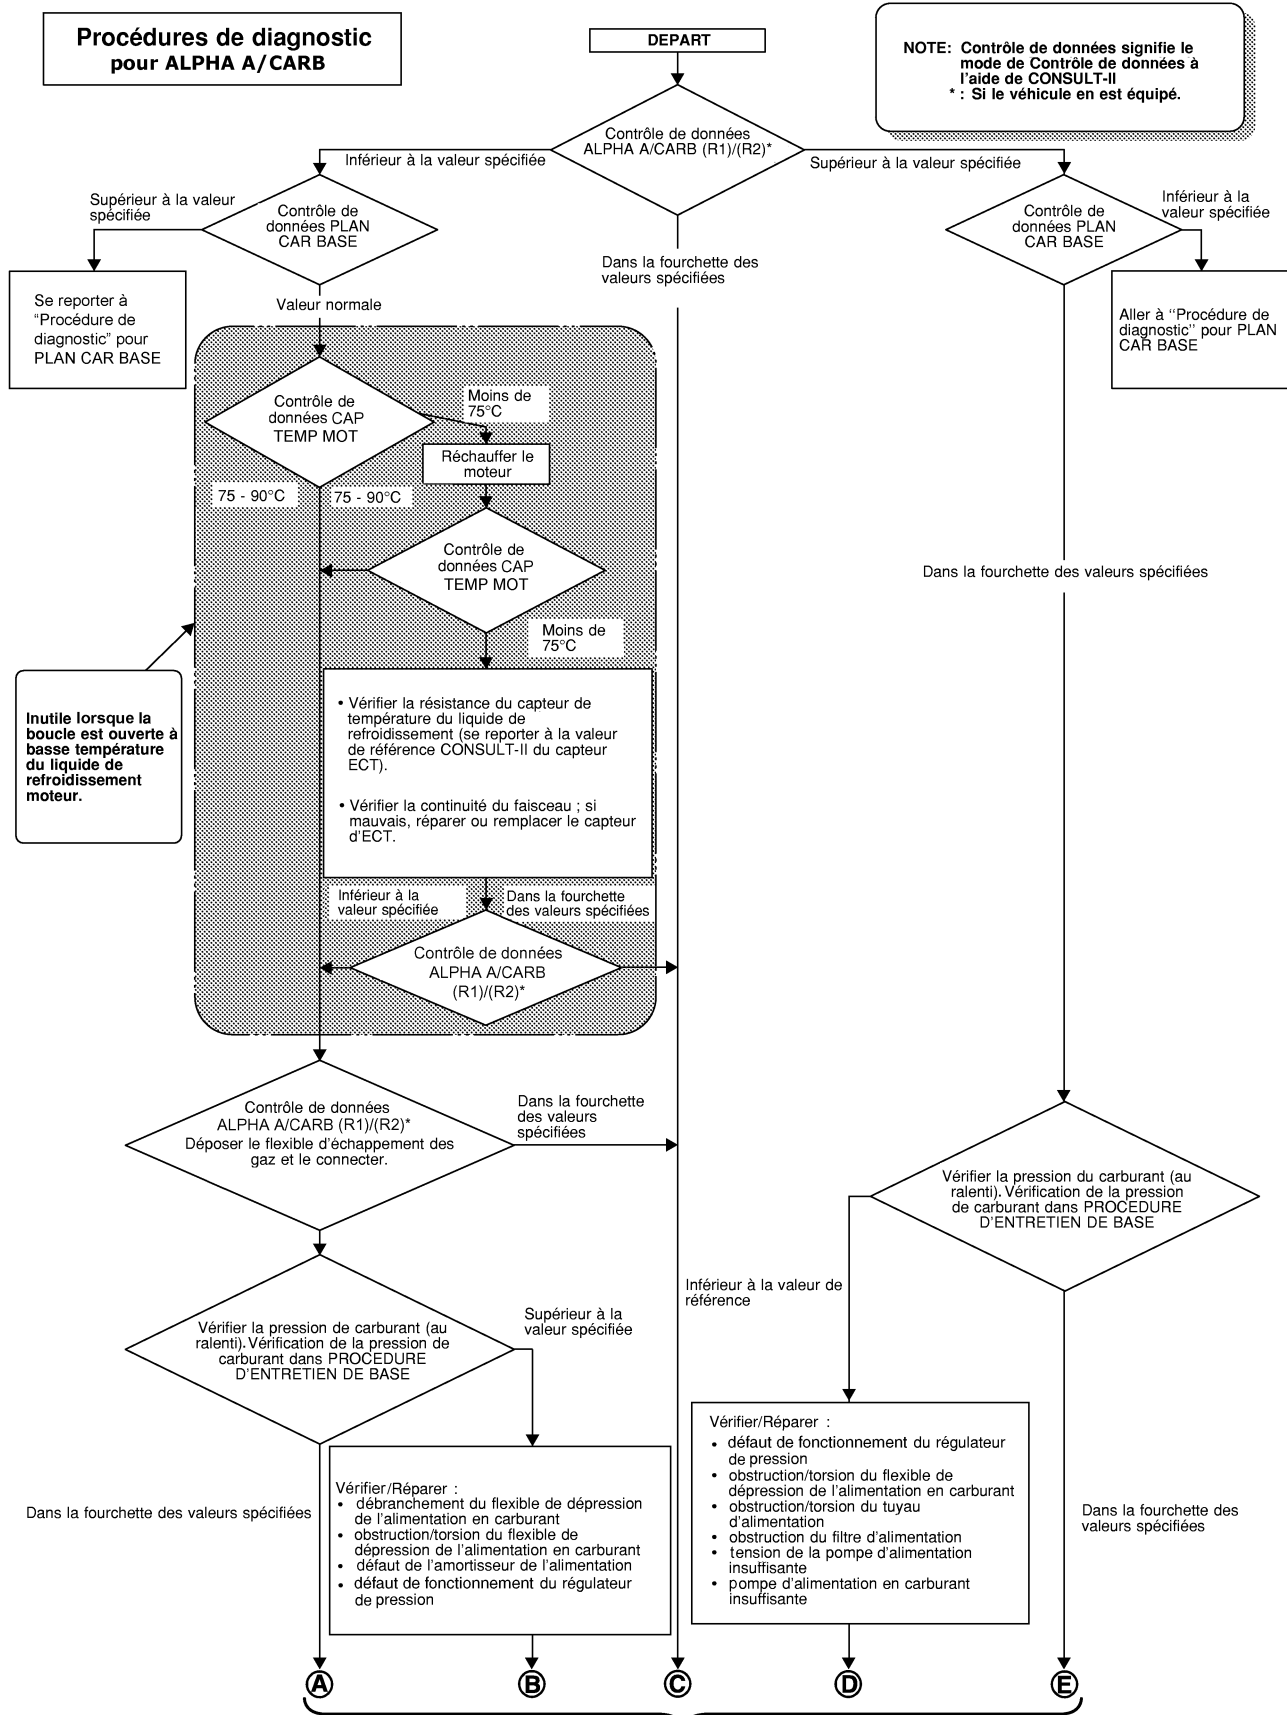 Procédures de diagnostic
pour ALPHA A/CARB
DEPART
NOTE: Contrôle de données signifie le
mode de Contrôle de données à
l'aide de CONSULT-II
* : Si le véhicule en est équipé.
Contrôle de données
ALPHA A/CARB (R1)/(R2)*
Inférieur à la valeur spécifiée
Supérieur à la valeur spécifiée
Supérieur à la valeur
spécifiée
Contrôle de
données PLAN
CAR BASE
Dans la fourchette des
valeurs spécifiées
Contrôle de
données PLAN
CAR BASE
Inférieur à la
valeur spécifiée
Se reporter à
“Procédure de
diagnostic” pour
PLAN CAR BASE
Valeur normale
Aller à ‘‘Procédure de
diagnostic’’ pour PLAN
CAR BASE
Contrôle de
données CAP
TEMP MOT
Moins de
75°C
Réchauffer le
moteur
75 - 90°C
75 - 90°C
Contrôle de
données CAP
TEMP MOT
Dans la fourchette des valeurs spécifiées
Moins de
75°C
Inutile lorsque la
boucle est ouverte à
basse température
du liquide de
refroidissement
moteur.
• Vérifier la résistance du capteur de
température du liquide de
refroidissement (se reporter à la valeur
de référence CONSULT-II du capteur
ECT).
• Vérifier la continuité du faisceau ; si
mauvais, réparer ou remplacer le capteur
d'ECT.
Inférieur à la
valeur spécifiée
Dans la fourchette
des valeurs spécifiées
Contrôle de données
ALPHA A/CARB
(R1)/(R2)*
Contrôle de données
ALPHA A/CARB (R1)/(R2)*
Déposer le flexible d'échappement des
gaz et le connecter.
Dans la fourchette
des valeurs
spécifiées
Vérifier la pression du carburant (au
ralenti). Vérification de la pression
de carburant dans PROCEDURE
D'ENTRETIEN DE BASE
Inférieur à la valeur de
référence
Vérifier la pression de carburant (au
ralenti). Vérification de la pression de
carburant dans PROCEDURE
D'ENTRETIEN DE BASE
Supérieur à la
valeur spécifiée
Dans la fourchette des valeurs spécifiées
Vérifier/Réparer :
• débranchement du flexible de dépression
de l'alimentation en carburant
• obstruction/torsion du flexible de
dépression de l'alimentation en carburant
• défaut de l'amortisseur de l'alimentation
• défaut de fonctionnement du régulateur
de pression
Vérifier/Réparer :
• défaut de fonctionnement du régulateur
de pression
• obstruction/torsion du flexible de
dépression de l'alimentation en carburant
• obstruction/torsion du tuyau
d'alimentation
• obstruction du filtre d'alimentation
• tension de la pompe d'alimentation
insuffisante
• pompe d'alimentation en carburant
insuffisante
Dans la fourchette des
valeurs spécifiées
A B C D E